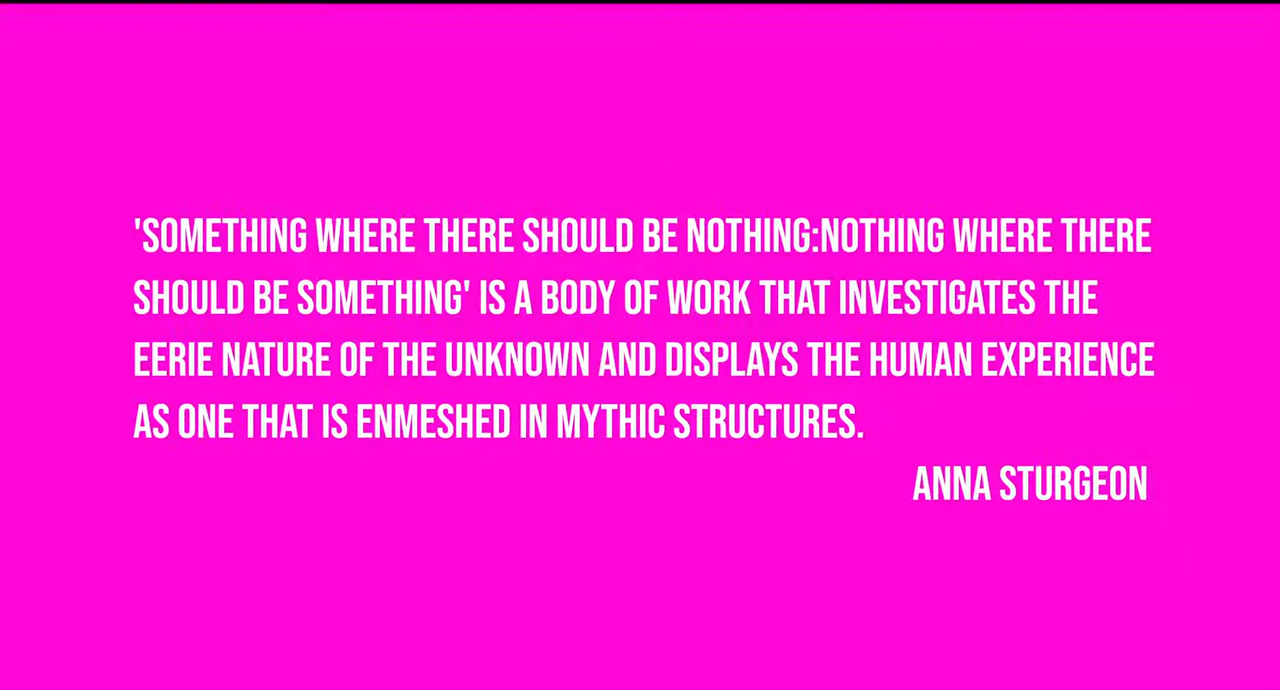 'SOMETHING WHERE THERE SHOULD BE NOTHING:NOTHING WHERE THERE
SHOULD BE SOMETHING' IS A BODY OF WORK THAT INVESTIGATES THE
EERIE NATURE OF THE UNKNOWN AND DISPLAYS THE HUMAN EXPERIENCE
AS ONE THAT IS ENMESHED IN MYTHIC STRUCTURES.
ANNA STURGEON